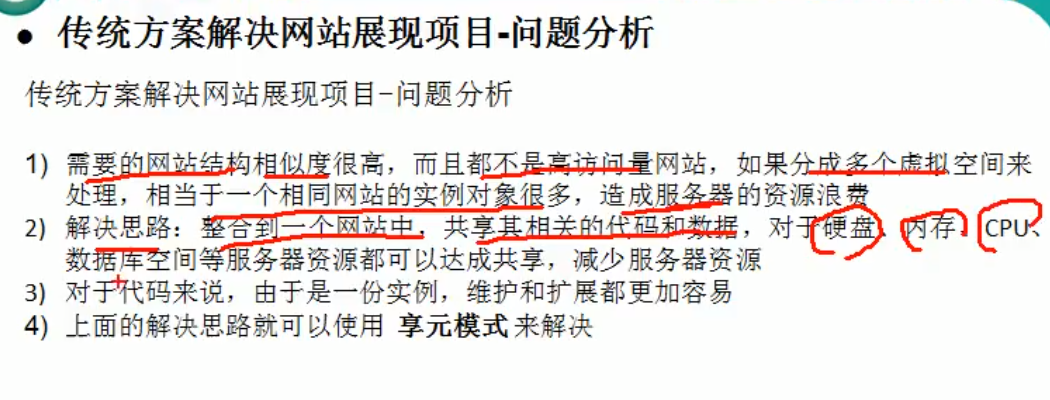 ● 传统方案解决网站展现项目-问题分析
传统方案解决网站展现项目-问题分析
1) 需要的网站结构相似度很高，而且都不是高访问量网站，如果分成多个虚拟空间来
处理，相当于一个相同网站的实例对象很多，造成服务器的资源浪费
2) 解决思路：整合到一个网站中，共享其相关的代码和数据，对于硬盘、内存、CPU、
数据库空间等服务器资源都可以达成共享，减少服务器资源
3) 对于代码来说，由于是一份实例，维护和扩展都更加容易
4) 上面的解决思路就可以使用 享元模式 来解决